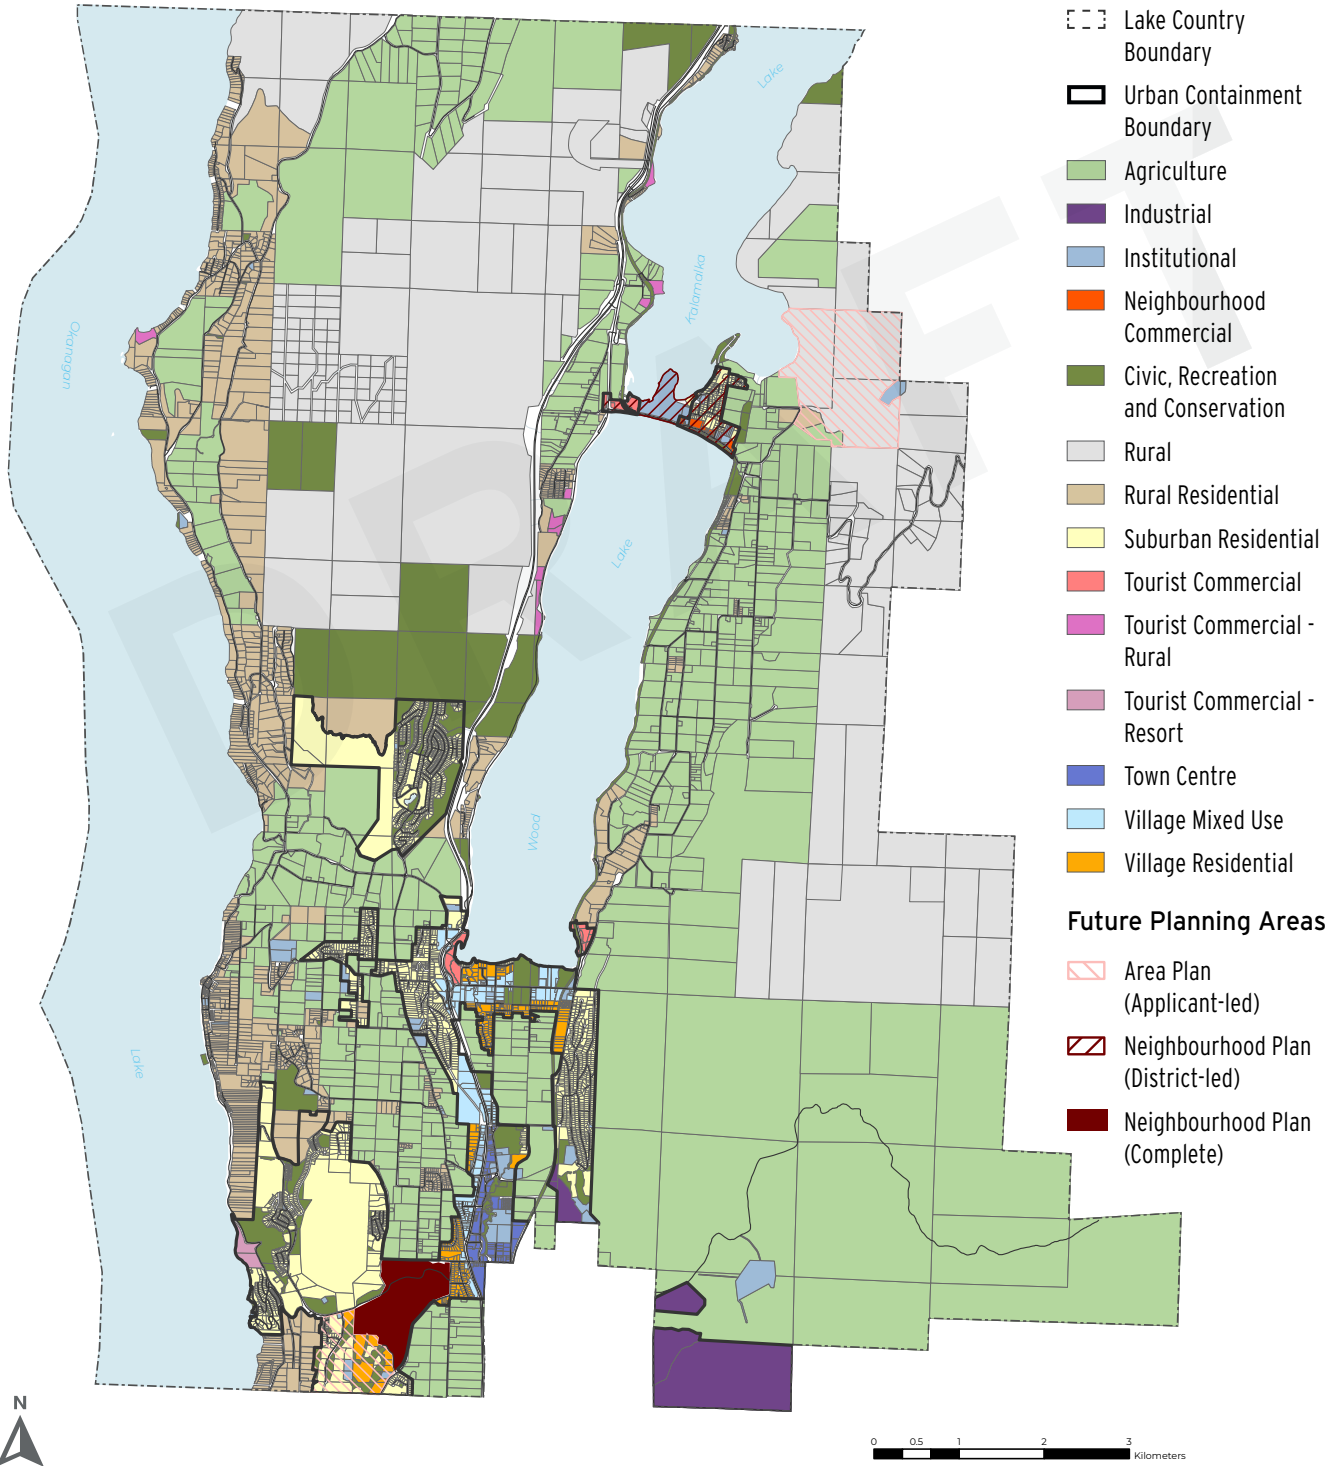 Lake Country
Boundary
Urban Containment
Boundary
Agriculture
Industrial
Institutional
Neighbourhood
Commercial
Civic, Recreation
and Conservation
Rural
Rural Residential
Suburban Residential
Tourist Commercial
Tourist Commercial -
Rural
Tourist Commercial -
Resort
Town Centre
Village Mixed Use
Village Residential
Future Planning Areas
Area Plan
(Applicant-led)
Neighbourhood Plan
(District-led)
Neighbourhood Plan
(Complete)
Lake
Kalamalka
Okanagan
Lake
Wood
Lake
DRAFT
N
0 0.5 1 2 3
Kilometers